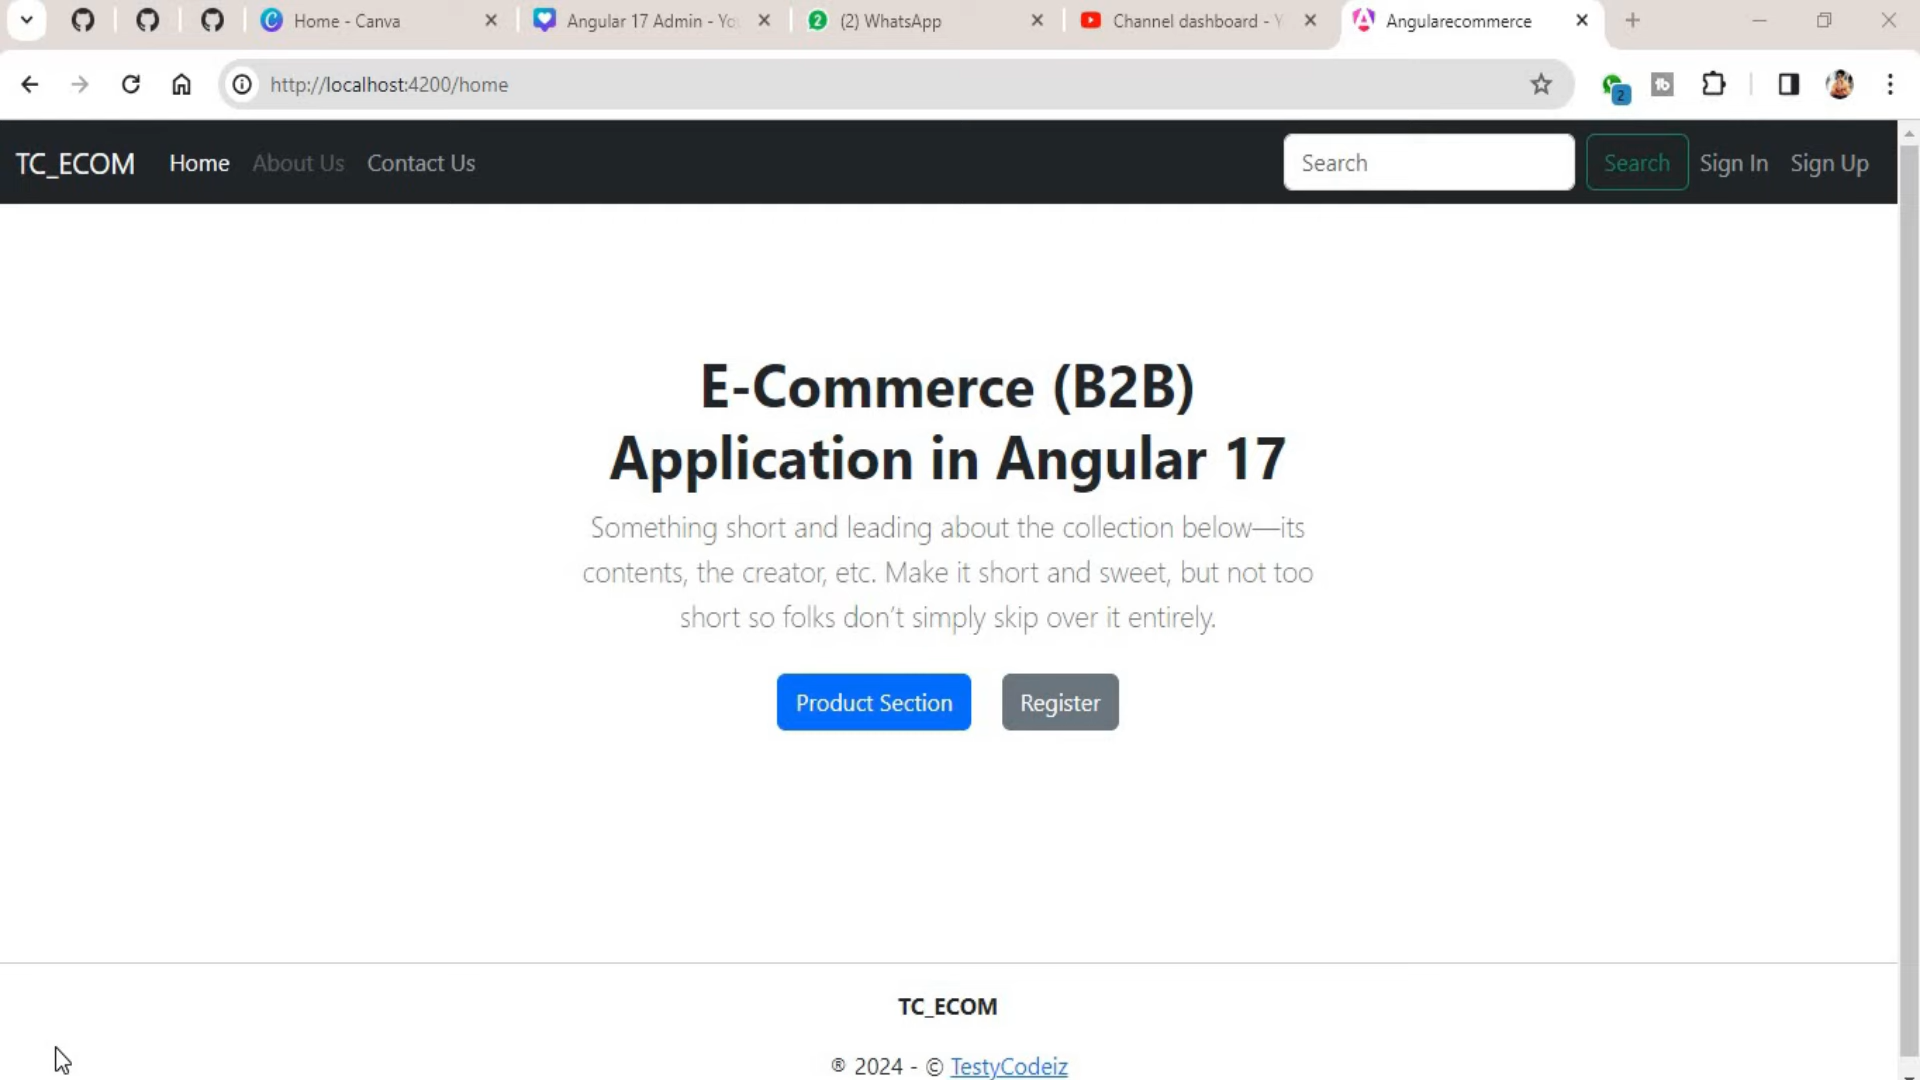 Home - Canva
Angular 17 Admin - Yo
2 (2) WhatsApp
Channel dashboard - Y
Angularecommerce
http://localhost:4200/home
2
tb
TC_ECOM Home About Us Contact Us Search Search Sign In Sign Up
E-Commerce (B2B)
Application in Angular 17
Something short and leading about the collection below—its
contents, the creator, etc. Make it short and sweet, but not too
short so folks don’t simply skip over it entirely.
Product Section Register
TC_ECOM
® 2024 - © TestyCodeiz